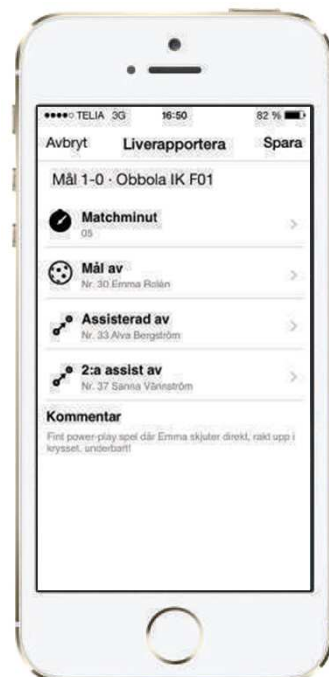 TELIA 3G 16:50 82 %
Avbryt Liverapportera Spara
Mål 1-0 · Obbola IK F01
Matchminut
05
Mål av
Nr. 30 Emma Rolén
Assisterad av
Nr. 33 Alva Bergström
2:a assist av
Nr. 37 Sanna Vännström
Kommentar
Fint power-play spel där Emma skjuter direkt, rakt upp i
krysset, underbart!